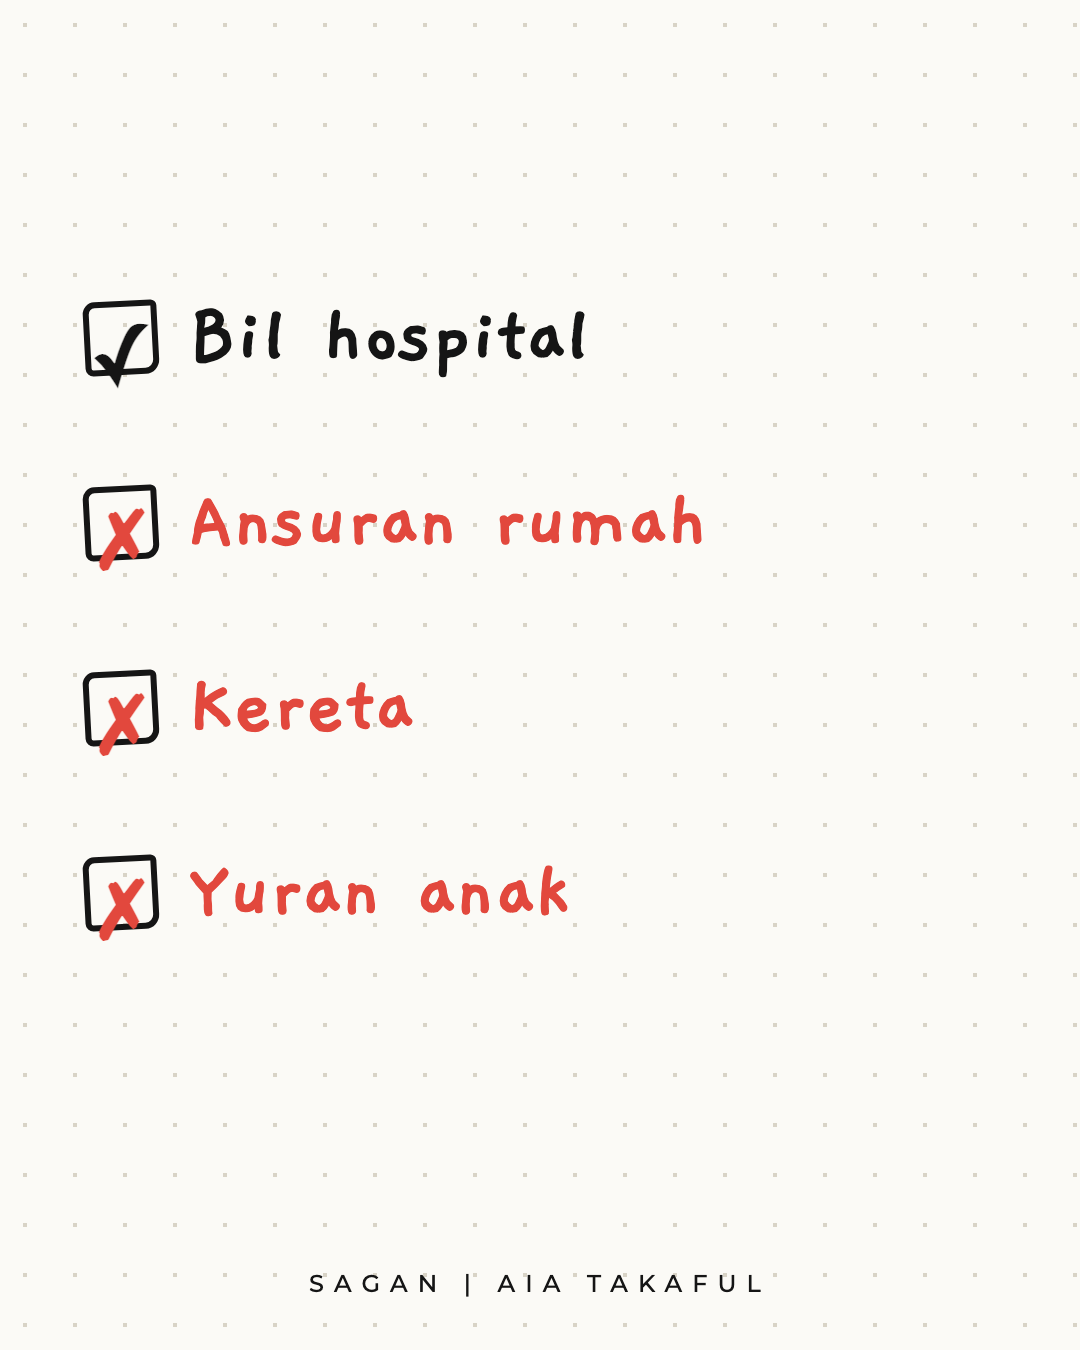 Bil hospital
Ansuran rumah
Kereta
Yuran anak
SAGAN | AIA TAKAFUL